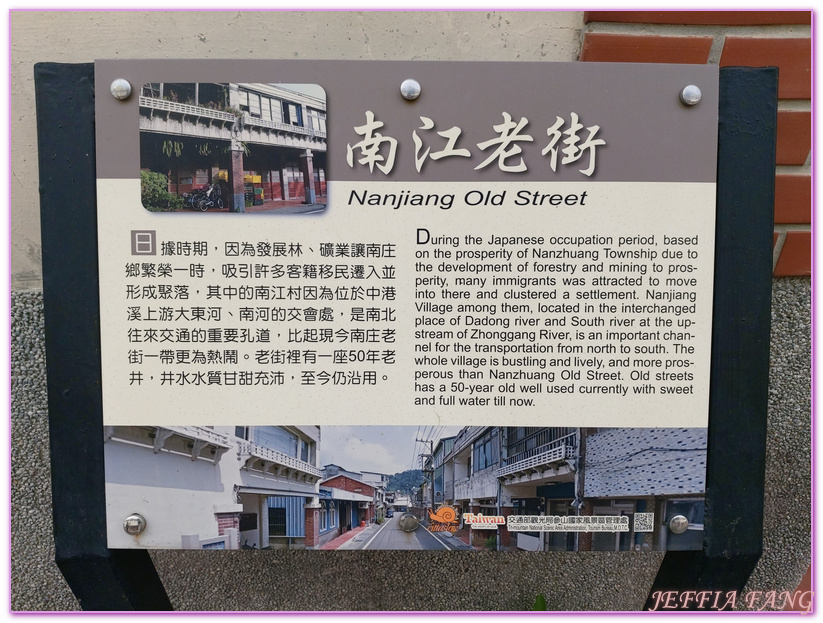 南江老街
Nanjiang Old Street
日據時期，因為發展林、礦業讓南庄
鄉繁榮一時，吸引許多客籍移民遷入並
形成聚落，其中的南江村因為位於中港
溪上游大東河、南河的交會處，是南北
往來交通的重要孔道，比起現今南庄老
街一帶更為熱鬧。老街裡有一座50年老
井，井水水質甘甜充沛，至今仍沿用。
During the Japanese occupation period, based
on the prosperity of Nanzhuang Township due to
the development of forestry and mining to pros-
perity, many immigrants was attracted to move
into there and clustered a settlement. Nanjiang
Village among them, located in the interchanged
place of Dadong river and South river at the up-
stream of Zhonggang River, is an important chan-
nel for the transportation from north to south. The
whole village is bustling and lively, and more pros-
perous than Nanzhuang Old Street. Old streets
has a 50-year old well used currently with sweet
and full water till now.
Taiwan
交通部觀光局參山國家風景區管理處
Tri-mountain National Scenic Area Administration, Tourism Bureau,M.O.T.C.
JEFFIA FANG